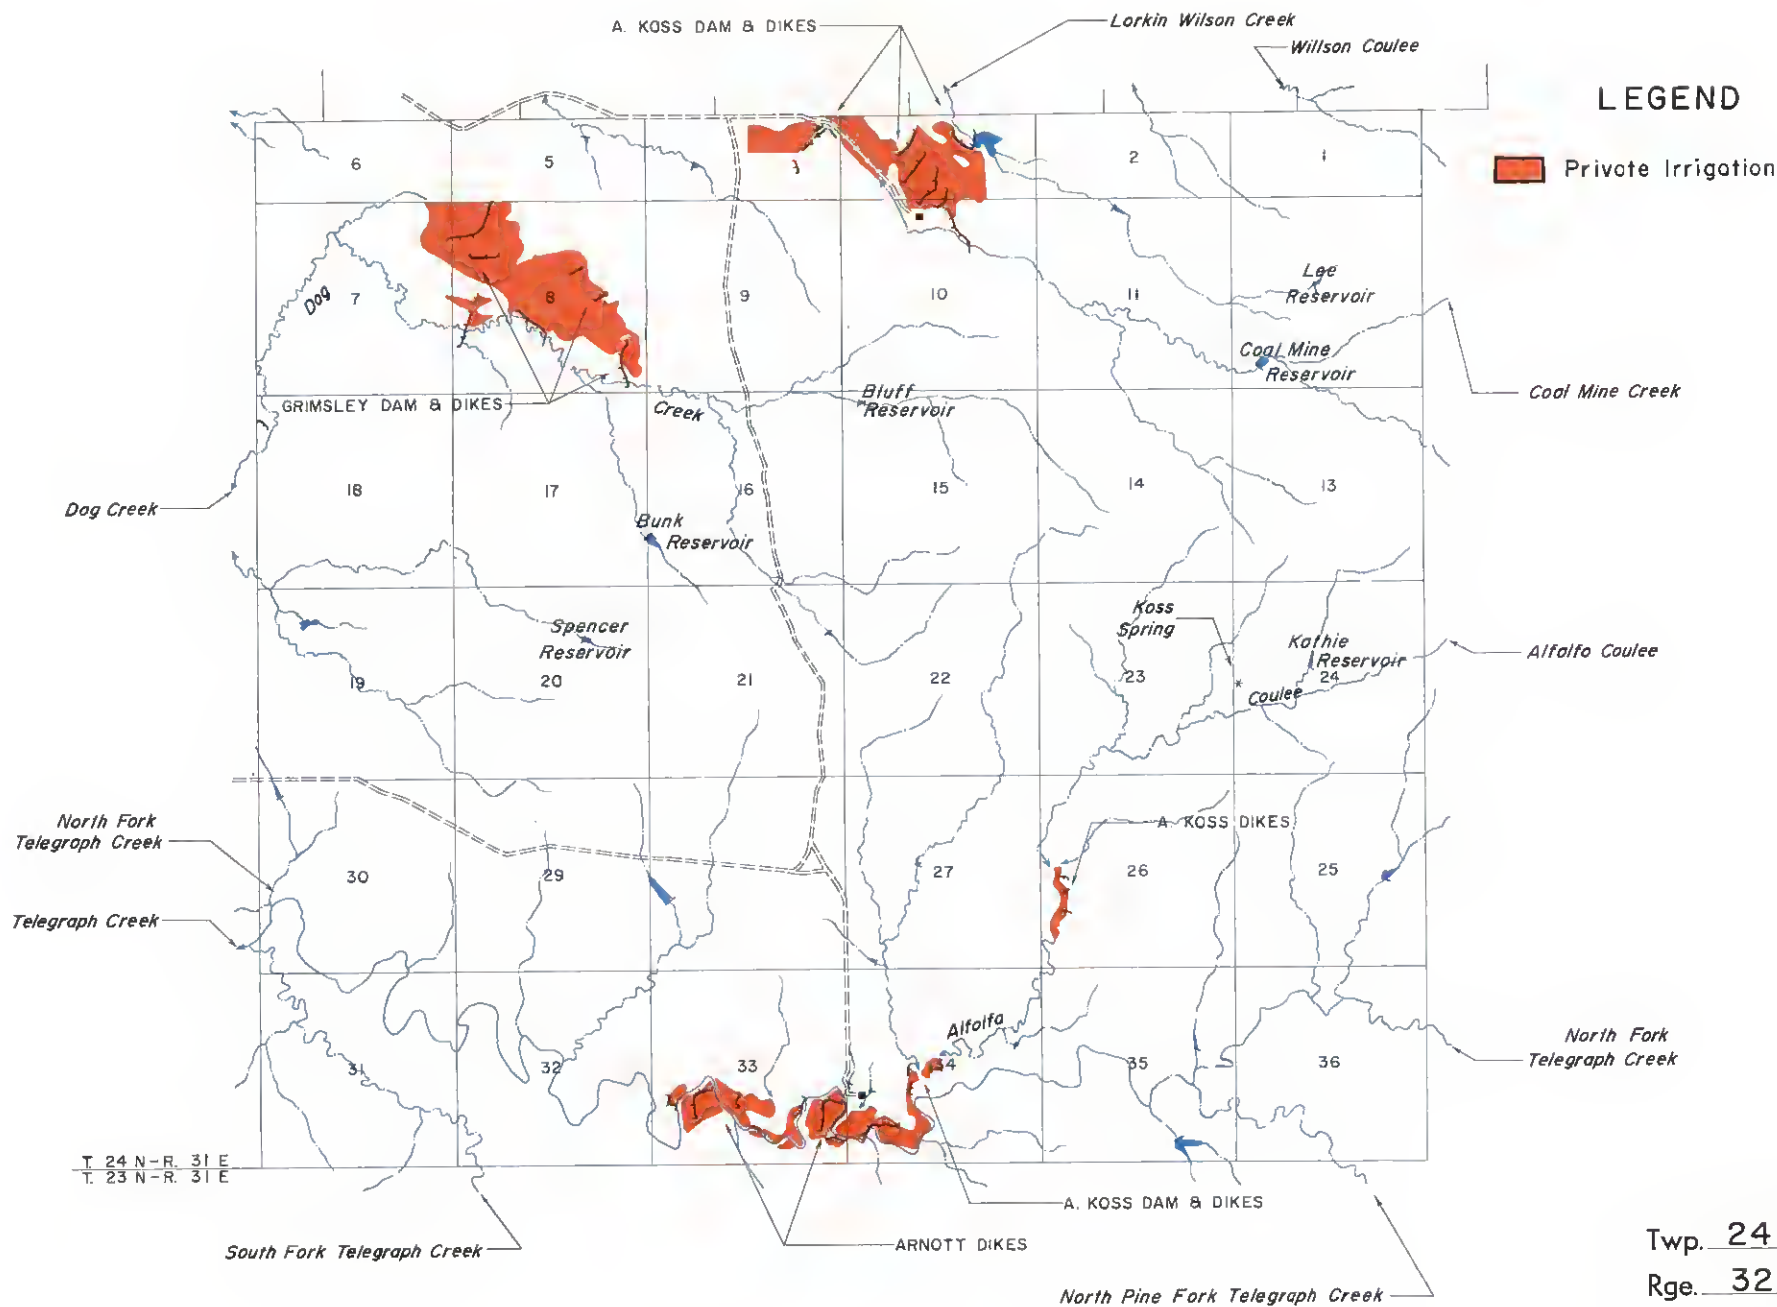 A. KOSS DAM & DIKES
Lorkin Wilson Creek
Willson Coulee
LEGEND
Private Irrigation
6
5
2
1
Dog
7
8
9
10
11
Lee
Reservoir
Coal Mine
Reservoir
Coal Mine Creek
GRIMSLEY DAM & DIKES
Creek
Bluff
Reservoir
18
17
16
15
14
13
Dog Creek
Bunk
Reservoir
Spencer
Reservoir
Koss
Spring
Kathie
Reservoir
Alfalfa Coulee
19
20
21
22
23
24
Coulee
North Fork
Telegraph Creek
A. KOSS DIKES
30
29
27
26
25
Telegraph Creek
Alfalfa
31
32
33
34
35
36
North Fork
Telegraph Creek
T. 24 N-R. 31 E
T. 23 N-R. 31 E
A. KOSS DAM & DIKES
ARNOTT DIKES
South Fork Telegraph Creek
North Pine Fork Telegraph Creek
Twp. 24
Rge. 32